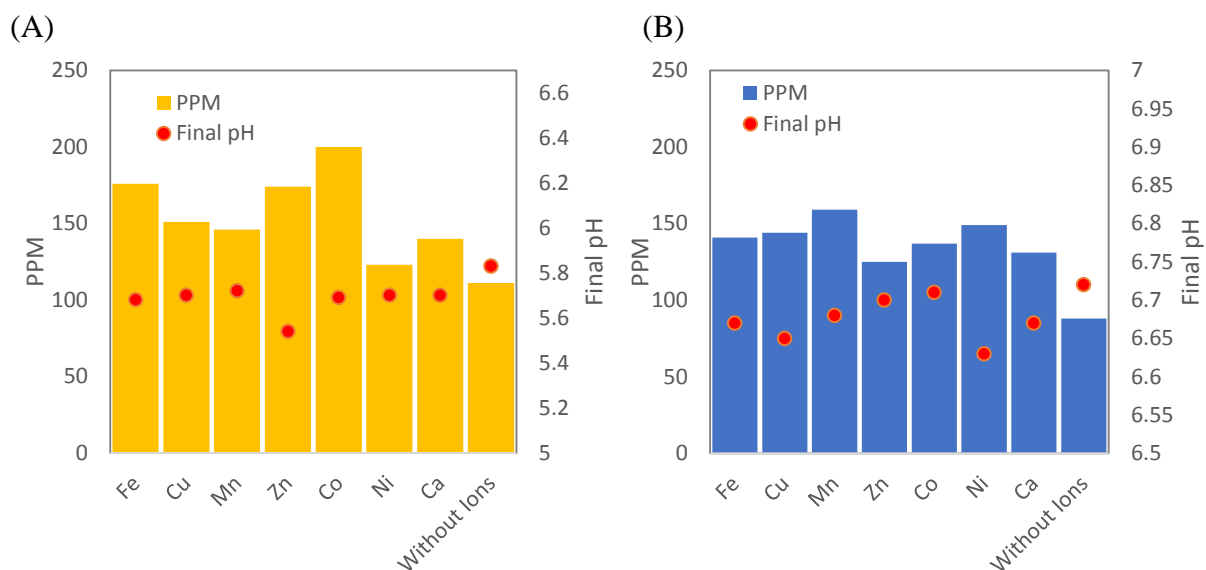 (A)
250
200
150
100
50
0
PPM
PPM
Final pH
6.6
6.4
6.2
6
5.8
5.6
5.4
5.2
5
Final pH
Fe
Cu
Mn
Zn
Co
Ni
Ca
Without Ions
(B)
250
200
150
100
50
0
PPM
PPM
Final pH
7
6.95
6.9
6.85
6.8
6.75
6.7
6.65
6.6
6.55
6.5
Final pH
Fe
Cu
Mn
Zn
Co
Ni
Ca
Without Ions